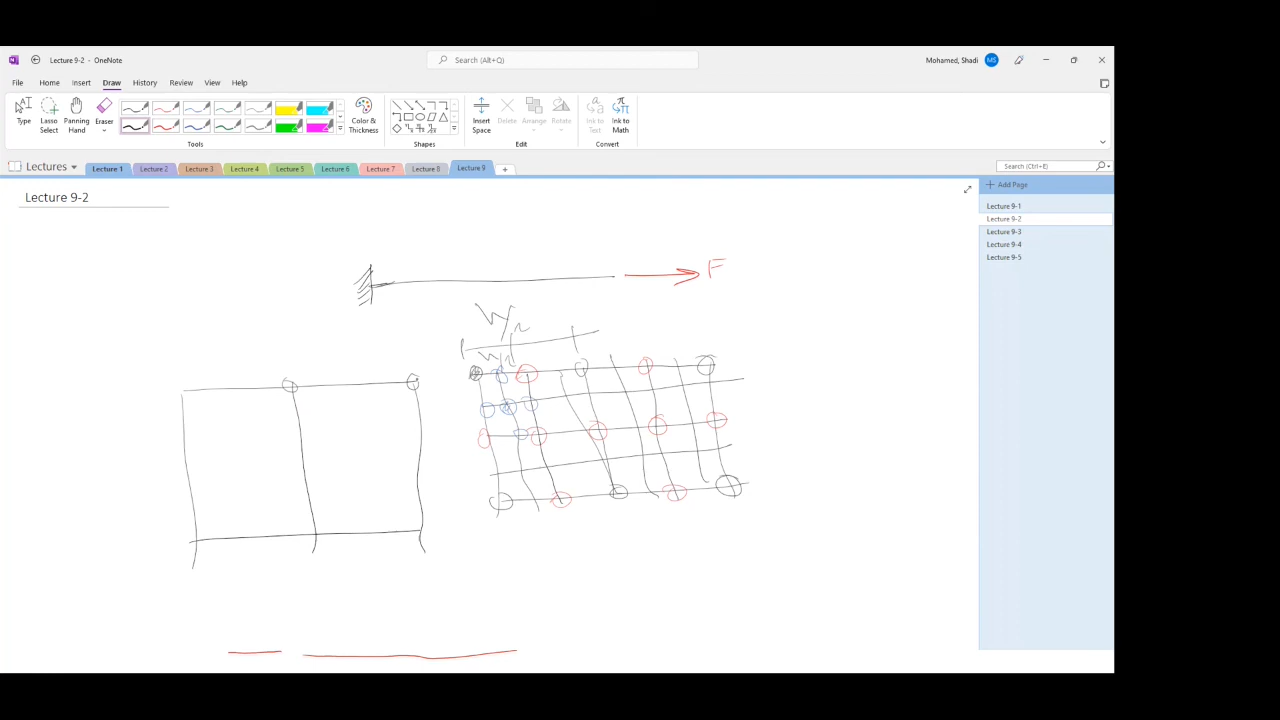 Lecture 9-2 - OneNote
Search (Alt+Q)
Mohamed, Shadi
MS
File Home Insert Draw History Review View Help
Type
Lasso Select
Panning Hand
Eraser
Color & Thickness
Insert Space
Delete
Arrange
Rotate
Ink to Text
Ink to Math
Tools
Shapes
Edit
Convert
Lectures
Lecture 1
Lecture 2
Lecture 3
Lecture 4
Lecture 5
Lecture 6
Lecture 7
Lecture 8
Lecture 9
Search (Ctrl+E)
Add Page
Lecture 9-1
Lecture 9-2
Lecture 9-3
Lecture 9-4
Lecture 9-5
Lecture 9-2
F